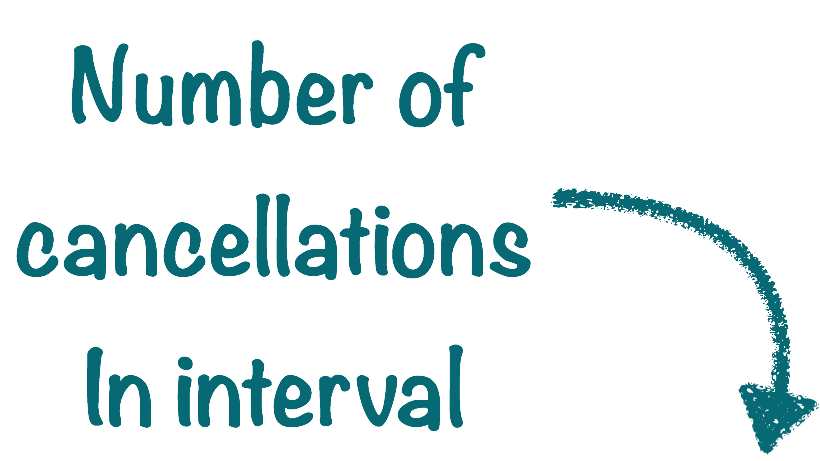 Number of
cancellations
In interval